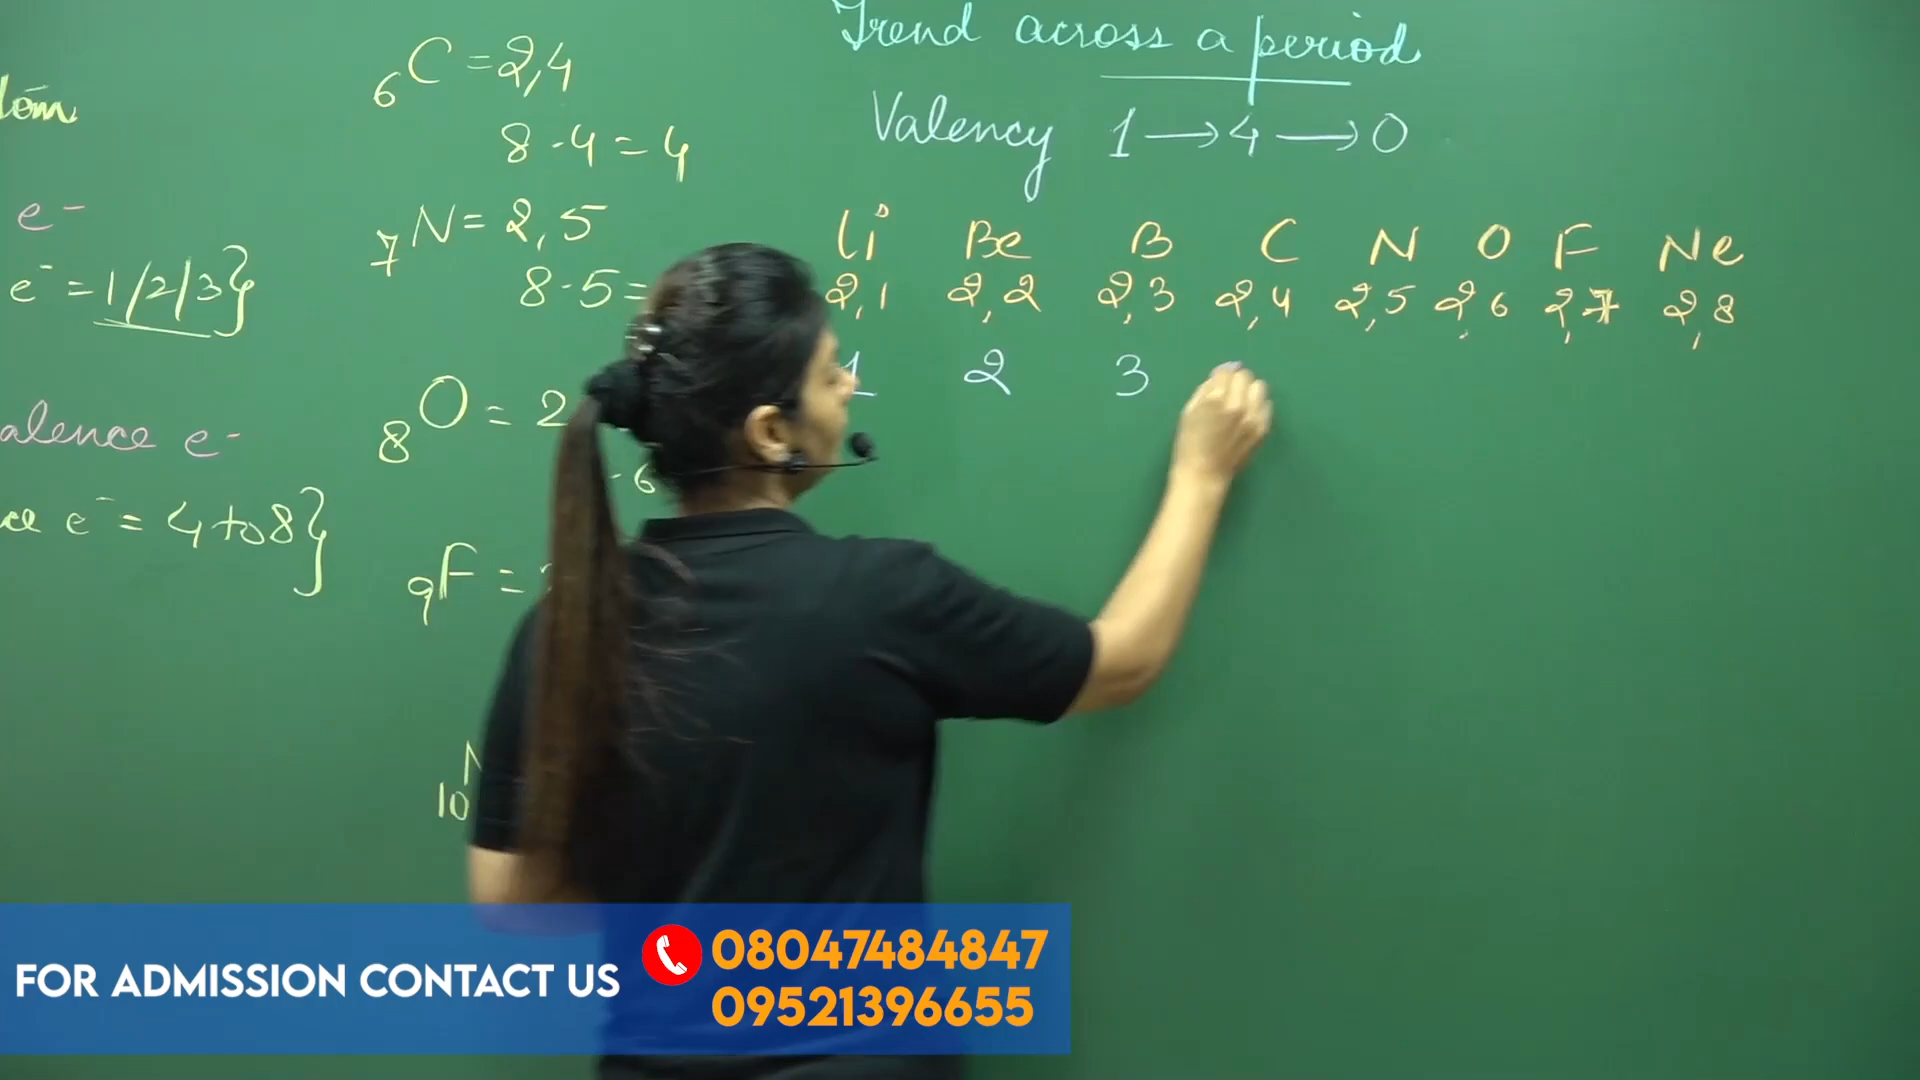 Trend across a period
Valency 1 → 4 → 0
Li Be B C N O F Ne
2,1 2,2 2,3 2,4 2,5 2,6 2,7 2,8
1 2 3
₆C = 2,4
8 - 4 = 4
₇N = 2,5
8 - 5 =
₈O = 2
- 6
₉F =
10
e⁻
e⁻ = 1/2/3}
alence e⁻
ce e⁻ = 4 to 8}
FOR ADMISSION CONTACT US
08047484847
09521396655